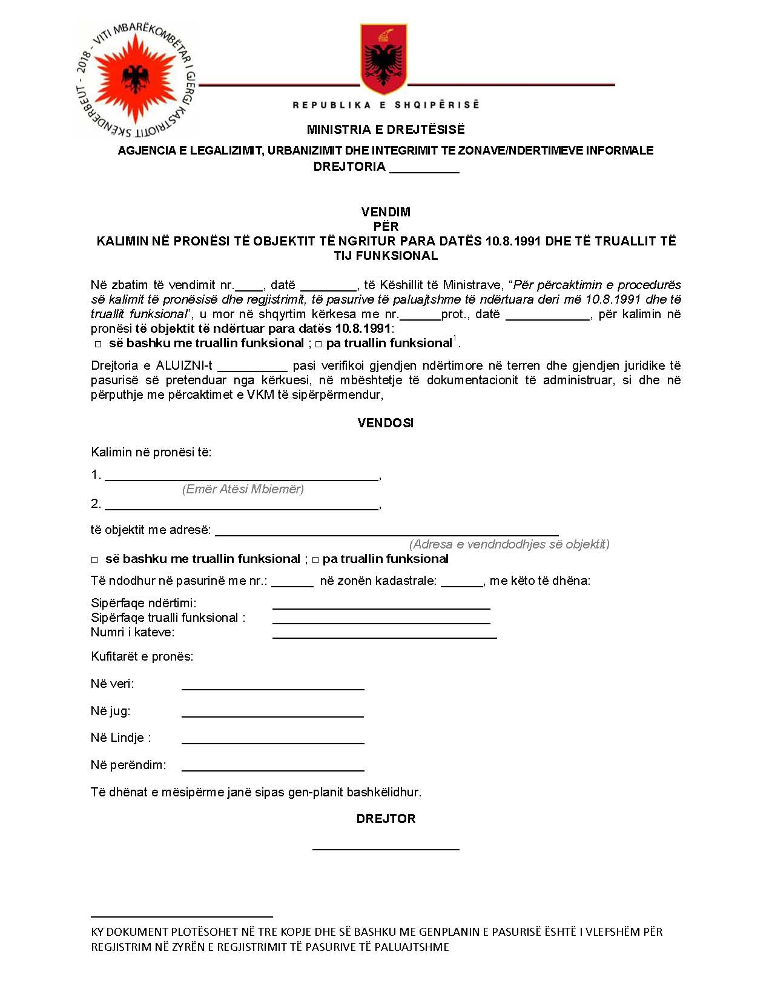 2018 - VITI MBARËKOMBËTAR I GJERGJ KASTRIOTIT SKËNDERBEUT -
REPUBLIKA E SHQIPËRISË
MINISTRIA E DREJTËSISË
AGJENCIA E LEGALIZIMIT, URBANIZIMIT DHE INTEGRIMIT TE ZONAVE/NDERTIMEVE INFORMALE
DREJTORIA __________
VENDIM
PËR
KALIMIN NË PRONËSI TË OBJEKTIT TË NGRITUR PARA DATËS 10.8.1991 DHE TË TRUALLIT TË
TIJ FUNKSIONAL
Në zbatim të vendimit nr.____, datë ________, të Këshillit të Ministrave, “Për përcaktimin e procedurës
së kalimit të pronësisë dhe regjistrimit, të pasurive të paluajtshme të ndërtuara deri më 10.8.1991 dhe të
truallit funksional”, u mor në shqyrtim kërkesa me nr.______prot., datë ____________, për kalimin në
pronësi të objektit të ndërtuar para datës 10.8.1991:
□ së bashku me truallin funksional ; □ pa truallin funksional1.
Drejtoria e ALUIZNI-t __________ pasi verifikoi gjendjen ndërtimore në terren dhe gjendjen juridike të
pasurisë së pretenduar nga kërkuesi, në mbështetje të dokumentacionit të administruar, si dhe në
përputhje me përcaktimet e VKM të sipërpërmendur,
VENDOSI
Kalimin në pronësi të:
1. _______________________________________,
(Emër Atësi Mbiemër)
2. _______________________________________,
të objektit me adresë: _________________________________________________
(Adresa e vendndodhjes së objektit)
□ së bashku me truallin funksional ; □ pa truallin funksional
Të ndodhur në pasurinë me nr.: ______ në zonën kadastrale: ______, me këto të dhëna:
Sipërfaqe ndërtimi: _______________________________
Sipërfaqe trualli funksional : _______________________________
Numri i kateve: ________________________________
Kufitarët e pronës:
Në veri: __________________________
Në jug: __________________________
Në Lindje : __________________________
Në perëndim: __________________________
Të dhënat e mësipërme janë sipas gen-planit bashkëlidhur.
DREJTOR
_____________________
KY DOKUMENT PLOTËSOHET NË TRE KOPJE DHE SË BASHKU ME GENPLANIN E PASURISË ËSHTË I VLEFSHËM PËR
REGJISTRIM NË ZYRËN E REGJISTRIMIT TË PASURIVE TË PALUAJTSHME